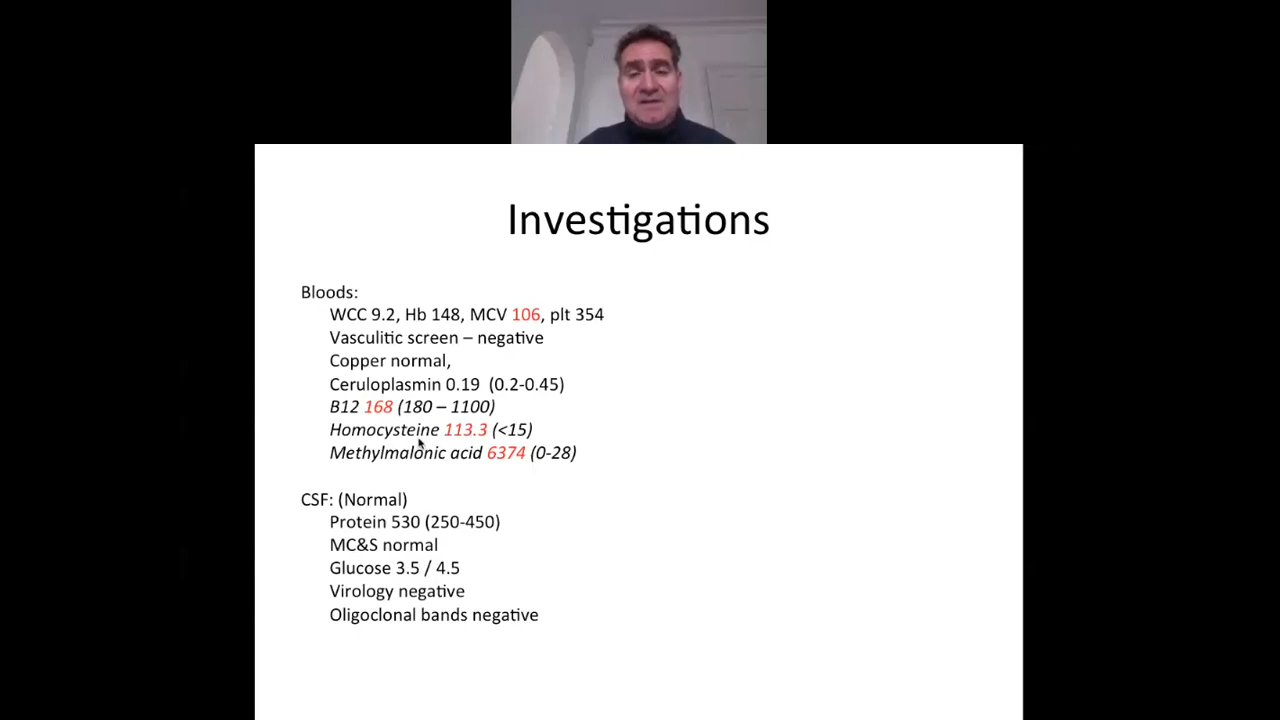 Investigations
Bloods:
WCC 9.2, Hb 148, MCV 106, plt 354
Vasculitic screen – negative
Copper normal,
Ceruloplasmin 0.19 (0.2-0.45)
B12 168 (180 – 1100)
Homocysteine 113.3 (<15)
Methylmalonic acid 6374 (0-28)
CSF: (Normal)
Protein 530 (250-450)
MC&S normal
Glucose 3.5 / 4.5
Virology negative
Oligoclonal bands negative